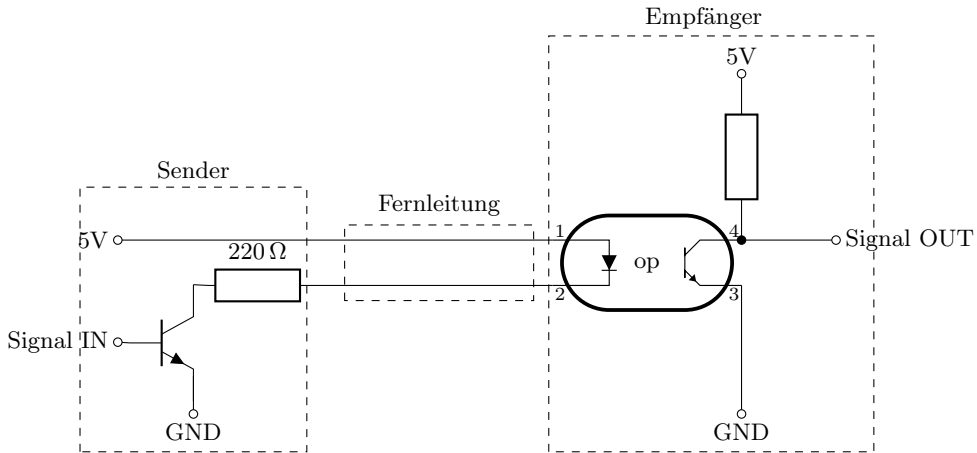 Empfänger
5V
Sender
Fernleitung
5V
220 Ω
1
op
4
Signal OUT
2
3
Signal IN
GND
GND